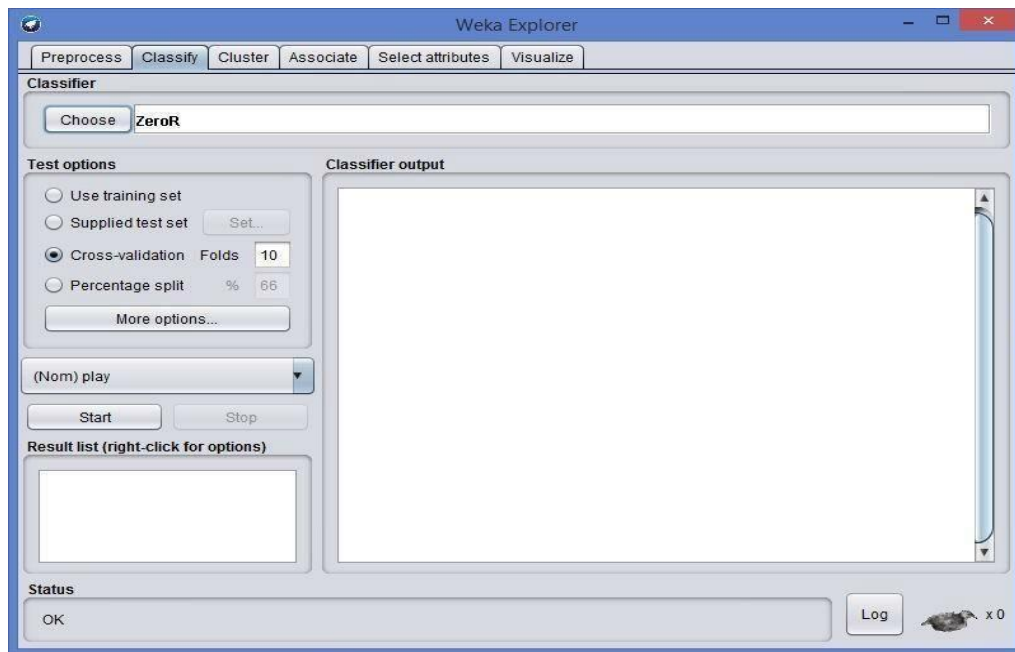 Weka Explorer
Preprocess Classify Cluster Associate Select attributes Visualize
Classifier
Choose ZeroR
Test options
Use training set
Supplied test set Set...
Cross-validation Folds 10
Percentage split % 66
More options...
(Nom) play
Start Stop
Result list (right-click for options)
Classifier output
Status
OK
Log x 0